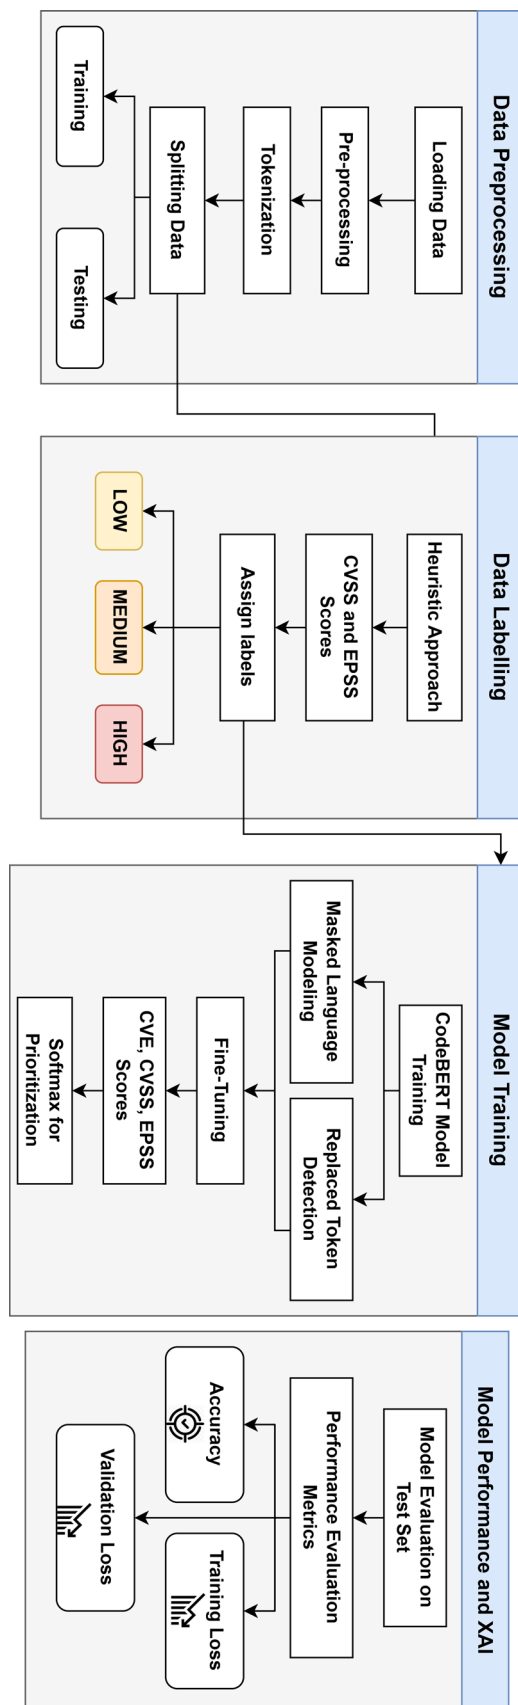 Data Preprocessing
Loading Data
Pre-processing
Tokenization
Splitting Data
Training
Testing
Data Labelling
Heuristic Approach
CVSS and EPSS
Scores
Assign labels
LOW
MEDIUM
HIGH
Model Training
CodeBERT Model
Training
Masked Language
Modeling
Replaced Token
Detection
Fine-Tuning
CVE, CVSS, EPSS
Scores
Softmax for
Prioritization
Model Performance and XAI
Model Evaluation on
Test Set
Performance Evaluation
Metrics
Accuracy
Training Loss
Validation Loss